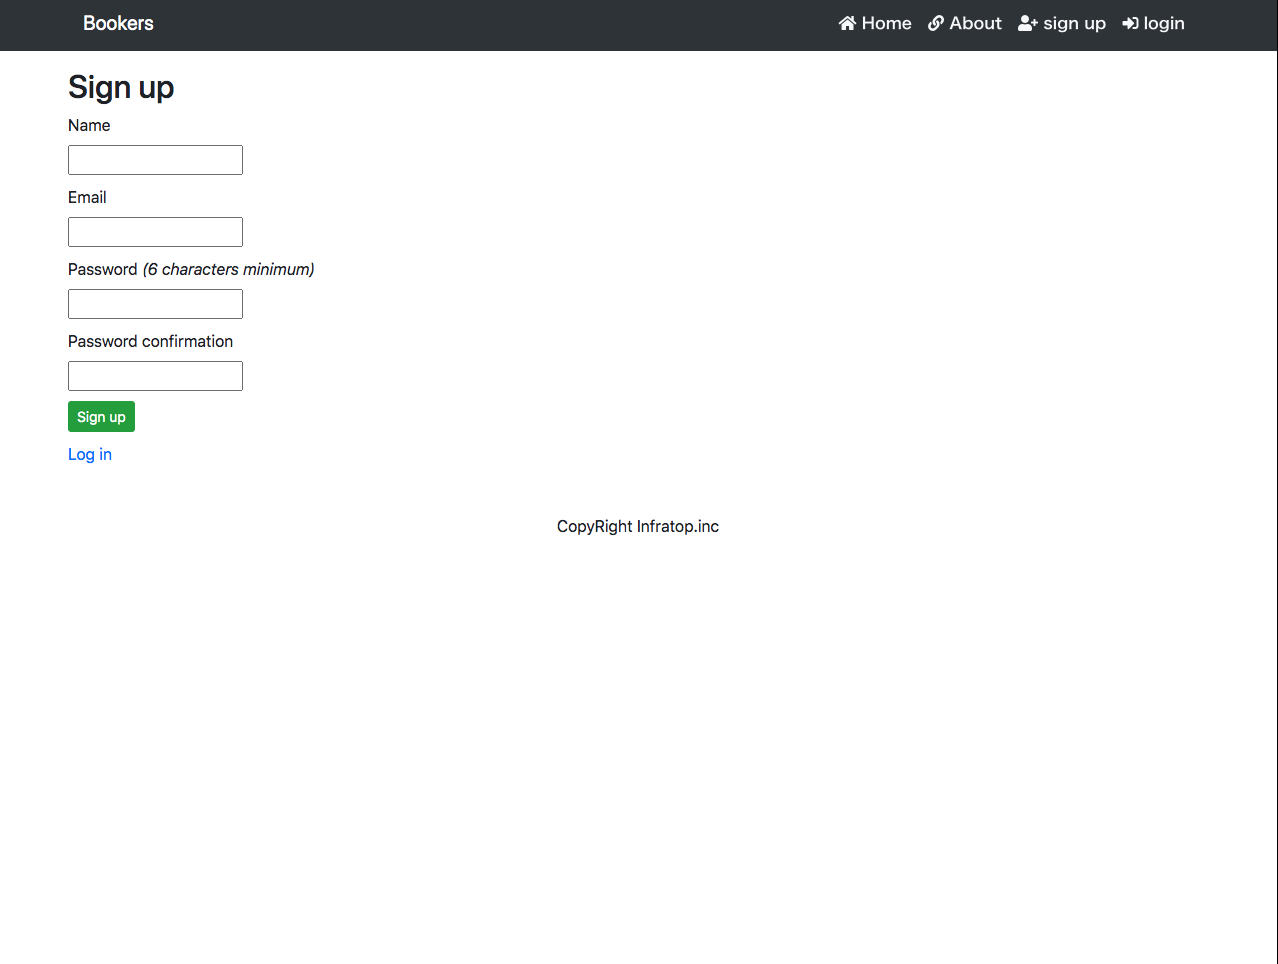 Bookers Home About sign up login
Sign up
Name
Email
Password (6 characters minimum)
Password confirmation
Sign up
Log in
CopyRight Infratop.inc